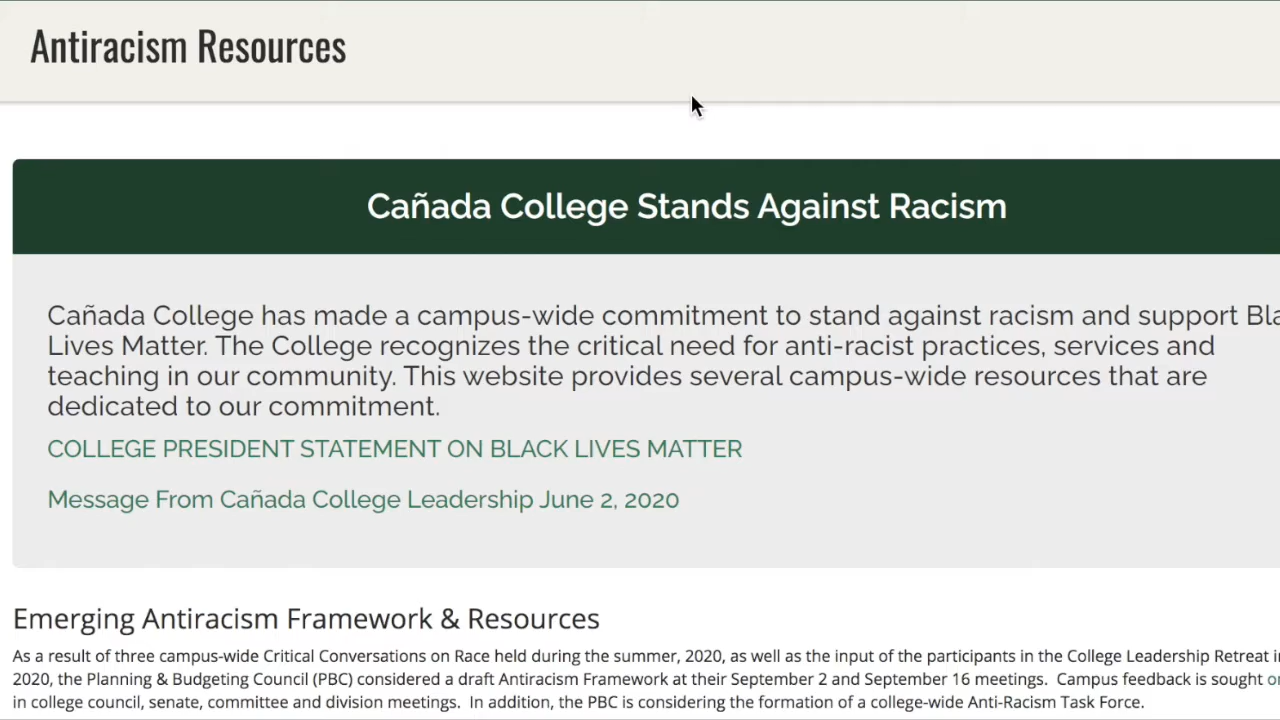 Antiracism Resources
Cañada College Stands Against Racism
Cañada College has made a campus-wide commitment to stand against racism and support
Lives Matter. The College recognizes the critical need for anti-racist practices, services and
teaching in our community. This website provides several campus-wide resources that are
dedicated to our commitment.
COLLEGE PRESIDENT STATEMENT ON BLACK LIVES MATTER
Message From Cañada College Leadership June 2, 2020
Emerging Antiracism Framework & Resources
As a result of three campus-wide Critical Conversations on Race held during the summer, 2020, as well as the input of the participants in the College Leadership Retreat
2020, the Planning & Budgeting Council (PBC) considered a draft Antiracism Framework at their September 2 and September 16 meetings. Campus feedback is sought
in college council, senate, committee and division meetings. In addition, the PBC is considering the formation of a college-wide Anti-Racism Task Force.